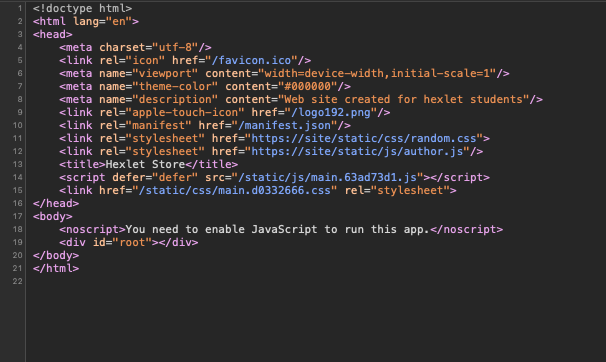 1 <!doctype html>
2 <html lang="en">
3 <head>
4 <meta charset="utf-8"/>
5 <link rel="icon" href="/favicon.ico"/>
6 <meta name="viewport" content="width=device-width,initial-scale=1"/>
7 <meta name="theme-color" content="#000000"/>
8 <meta name="description" content="Web site created for hexlet students"/>
9 <link rel="apple-touch-icon" href="/logo192.png"/>
10 <link rel="manifest" href="/manifest.json"/>
11 <link rel="stylesheet" href="https://site/static/css/random.css">
12 <link rel="stylesheet" href="https://site/static/js/author.js"/>
13 <title>Hexlet Store</title>
14 <script defer="defer" src="/static/js/main.63ad73d1.js"></script>
15 <link href="/static/css/main.d0332666.css" rel="stylesheet">
16 </head>
17 <body>
18 <noscript>You need to enable JavaScript to run this app.</noscript>
19 <div id="root"></div>
20 </body>
21 </html>
22